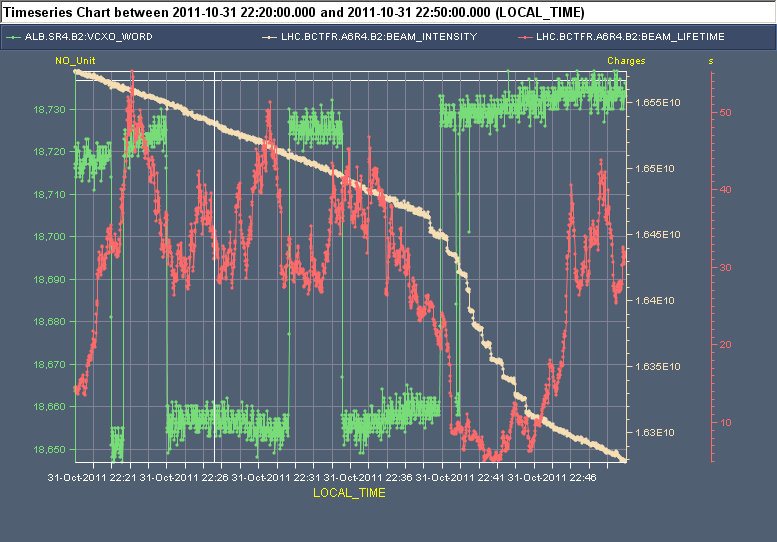 Timeseries Chart between 2011-10-31 22:20:00.000 and 2011-10-31 22:50:00.000 (LOCAL_TIME)
ALB.SR4.B2:VCXO_WORD LHC.BCTFR.A6R4.B2:BEAM_INTENSITY LHC.BCTFR.A6R4.B2:BEAM_LIFETIME
NO_Unit Charges s
18,730 1.655E10 50
18,720
18,710 1.650E10 40
18,700 1.645E10
18,690 30
18,680 1.640E10
18,670 1.635E10 20
18,660
18,650 1.630E10 10
31-Oct-2011 22:21 31-Oct-2011 22:26 31-Oct-2011 22:31 31-Oct-2011 22:36 31-Oct-2011 22:41 31-Oct-2011 22:46
LOCAL_TIME